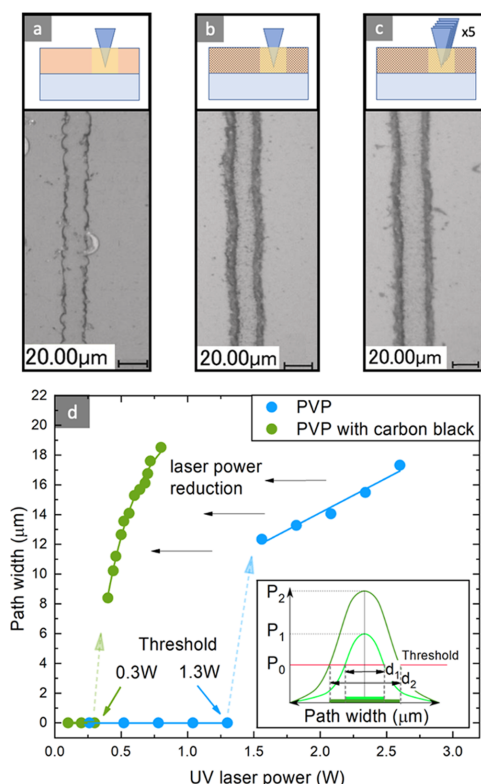 a
b
c
x5
20.00µm
20.00µm
20.00µm
d
PVP
PVP with carbon black
laser power
reduction
Threshold
0.3W
1.3W
Path width (µm)
22
20
18
16
14
12
10
8
6
4
2
0
0.0
0.5
1.0
1.5
2.0
2.5
3.0
UV laser power (W)
P2
P1
P0
Threshold
d1
d2
Path width (µm)